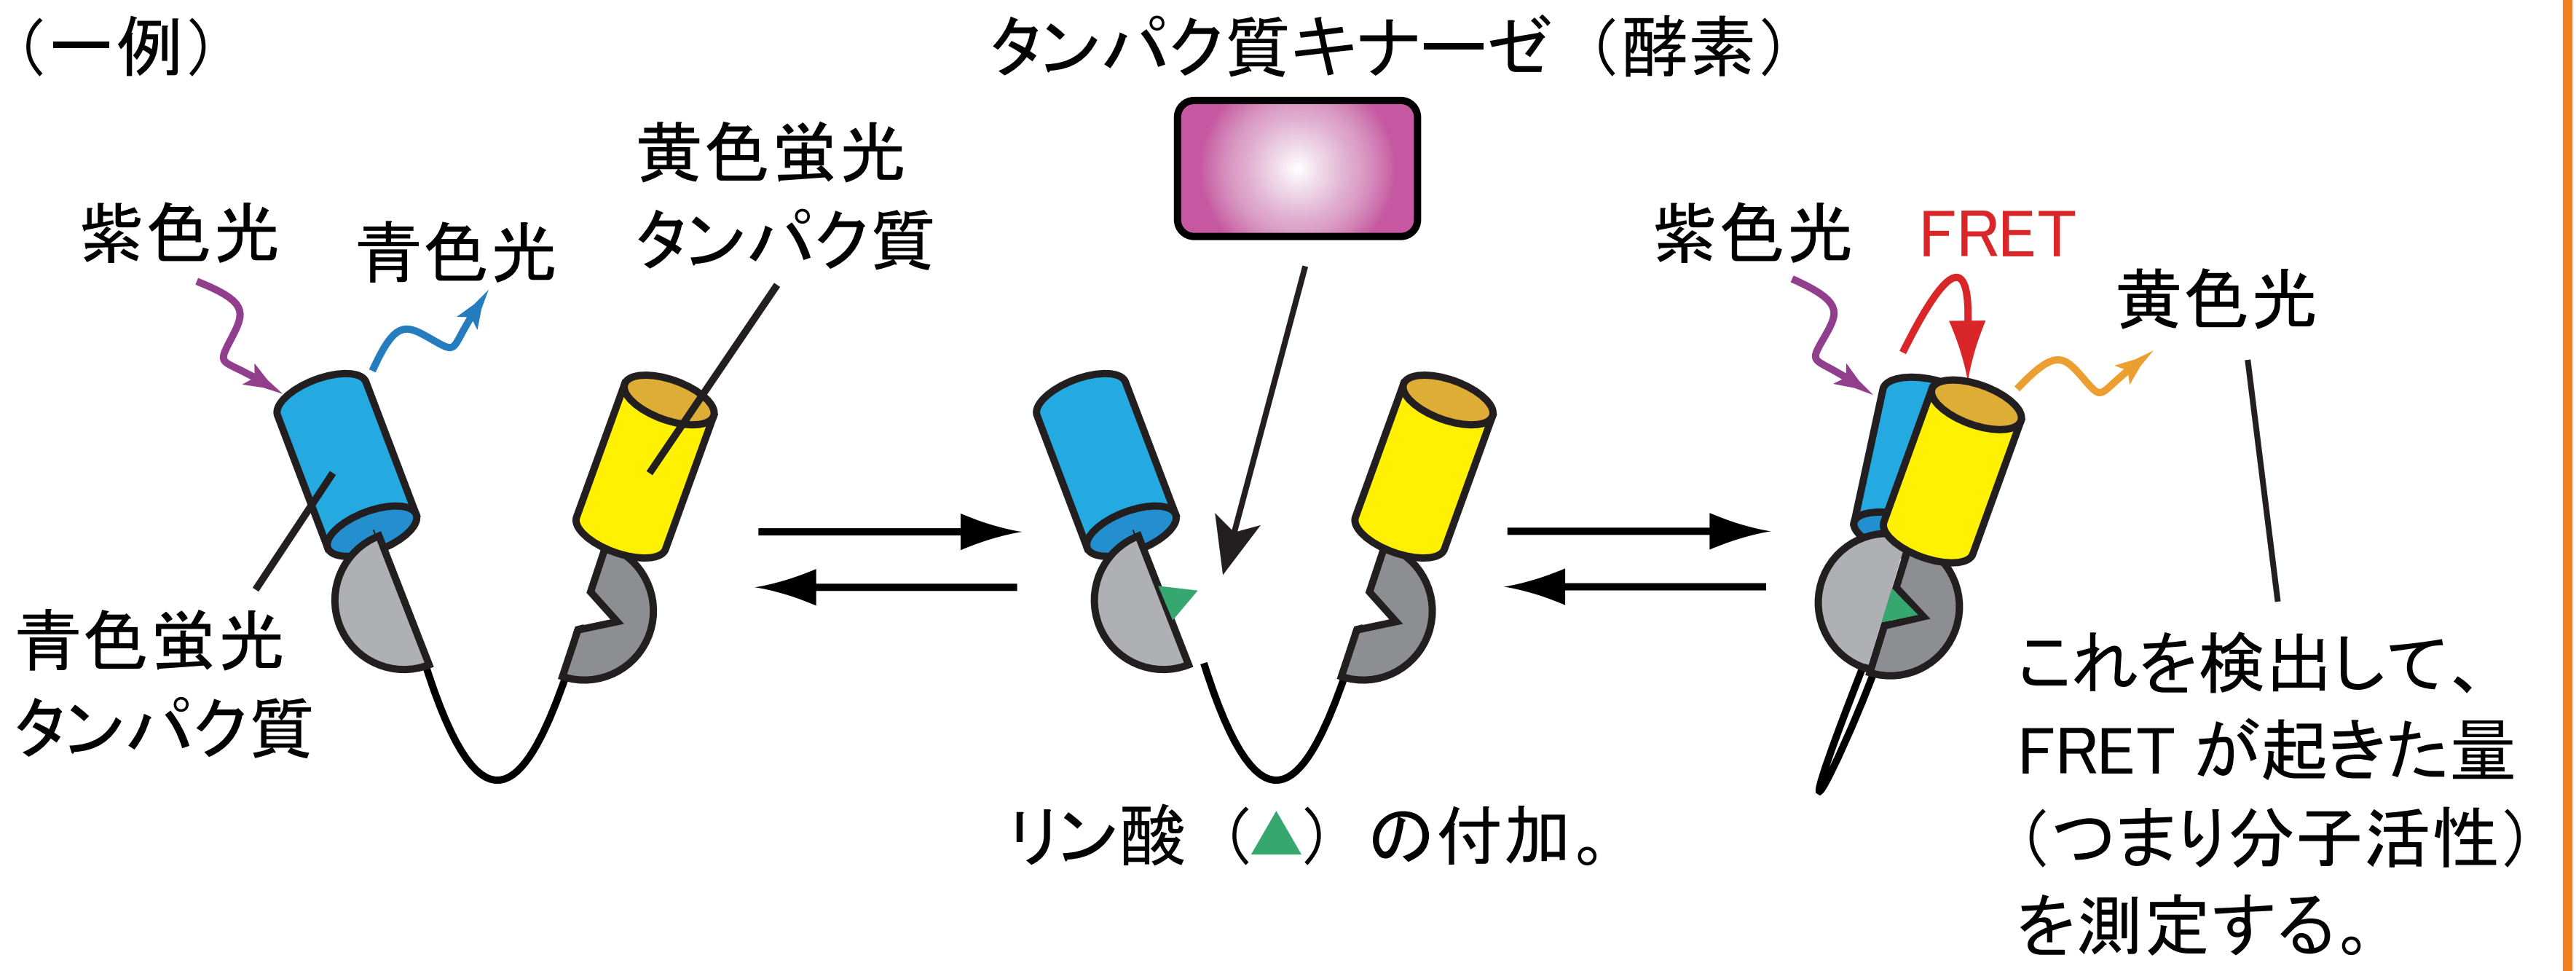 （一例）
タンパク質キナーゼ（酵素）
黄色蛍光
タンパク質
紫色光
青色光
青色蛍光
タンパク質
リン酸（▲）の付加。
紫色光
FRET
黄色光
これを検出して、
FRET が起きた量
（つまり分子活性）
を測定する。